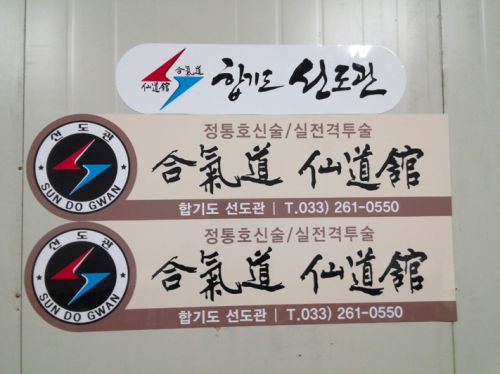 合氣道
仙道館
합기도 선도관
선도관
SUN DO GWAN
정통호신술/실전격투술
合氣道 仙道館
합기도 선도관 | T.033) 261-0550
선도관
SUN DO GWAN
정통호신술/실전격투술
合氣道 仙道館
합기도 선도관 | T.033) 261-0550